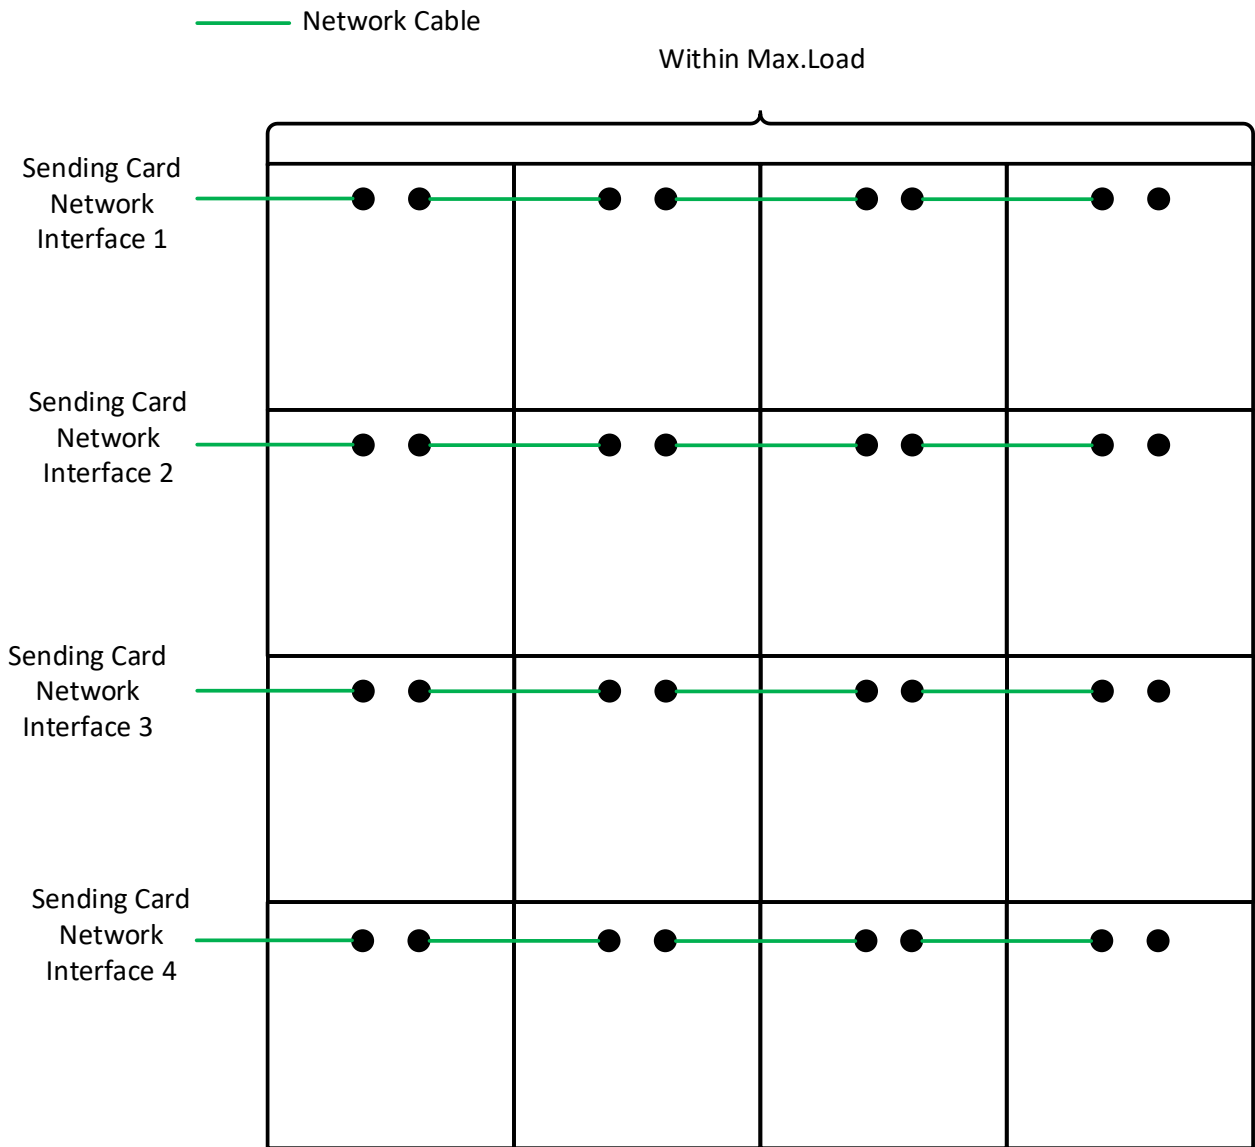 Network Cable
Within Max.Load
Sending Card
Network
Interface 1
Sending Card
Network
Interface 2
Sending Card
Network
Interface 3
Sending Card
Network
Interface 4